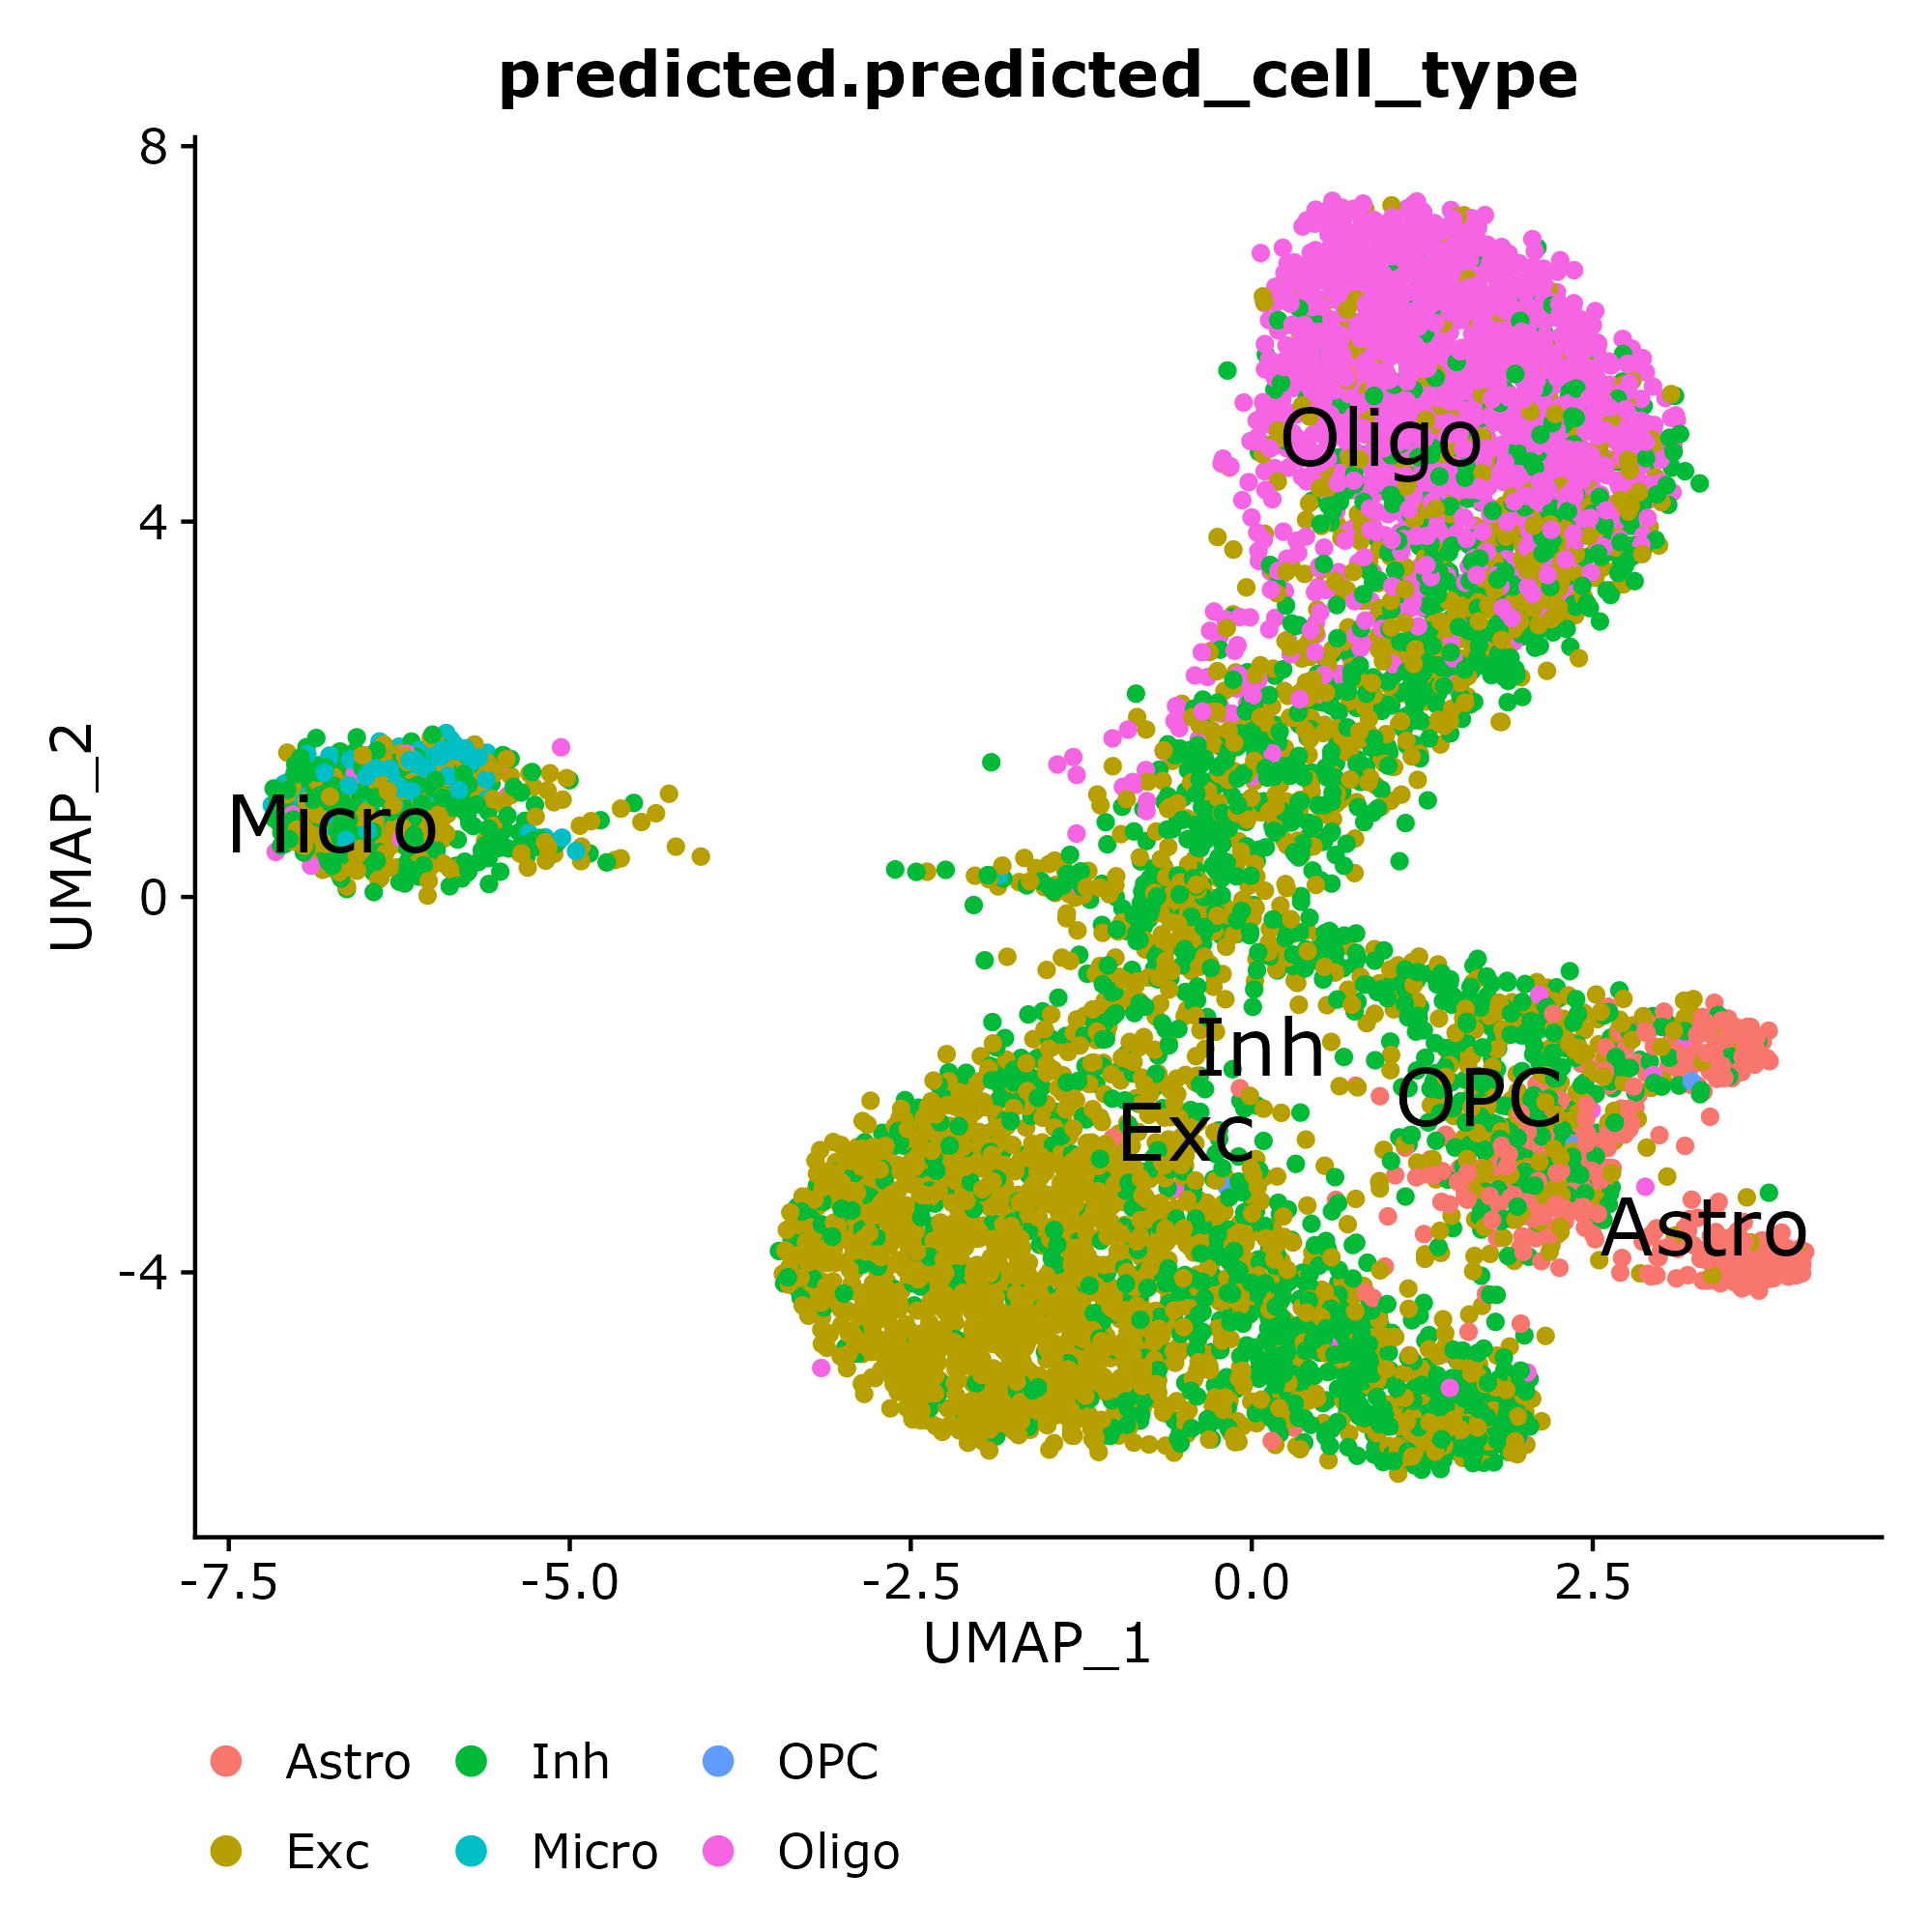 predicted.predicted_cell_type
8
4
0
-4
UMAP_2
Oligo
Micro
Inh
OPC
Exc
Astro
-7.5 -5.0 -2.5 0.0 2.5
UMAP_1
Astro Inh OPC
Exc Micro Oligo